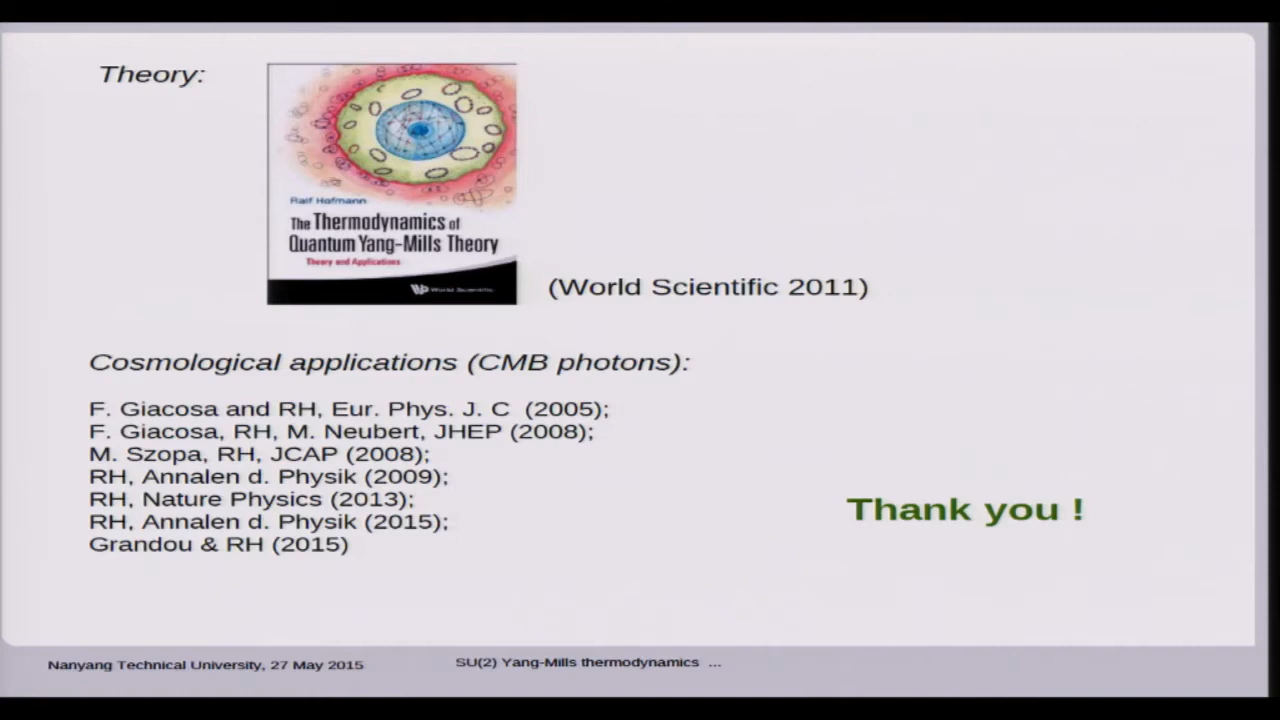 Theory:
Ralf Hofmann
The Thermodynamics of
Quantum Yang-Mills Theory
Theory and Applications
World Scientific
(World Scientific 2011)
Cosmological applications (CMB photons):
F. Giacosa and RH, Eur. Phys. J. C (2005);
F. Giacosa, RH, M. Neubert, JHEP (2008);
M. Szopa, RH, JCAP (2008);
RH, Annalen d. Physik (2009);
RH, Nature Physics (2013);
RH, Annalen d. Physik (2015);
Grandou & RH (2015)
Thank you !
Nanyang Technical University, 27 May 2015
SU(2) Yang-Mills thermodynamics ...